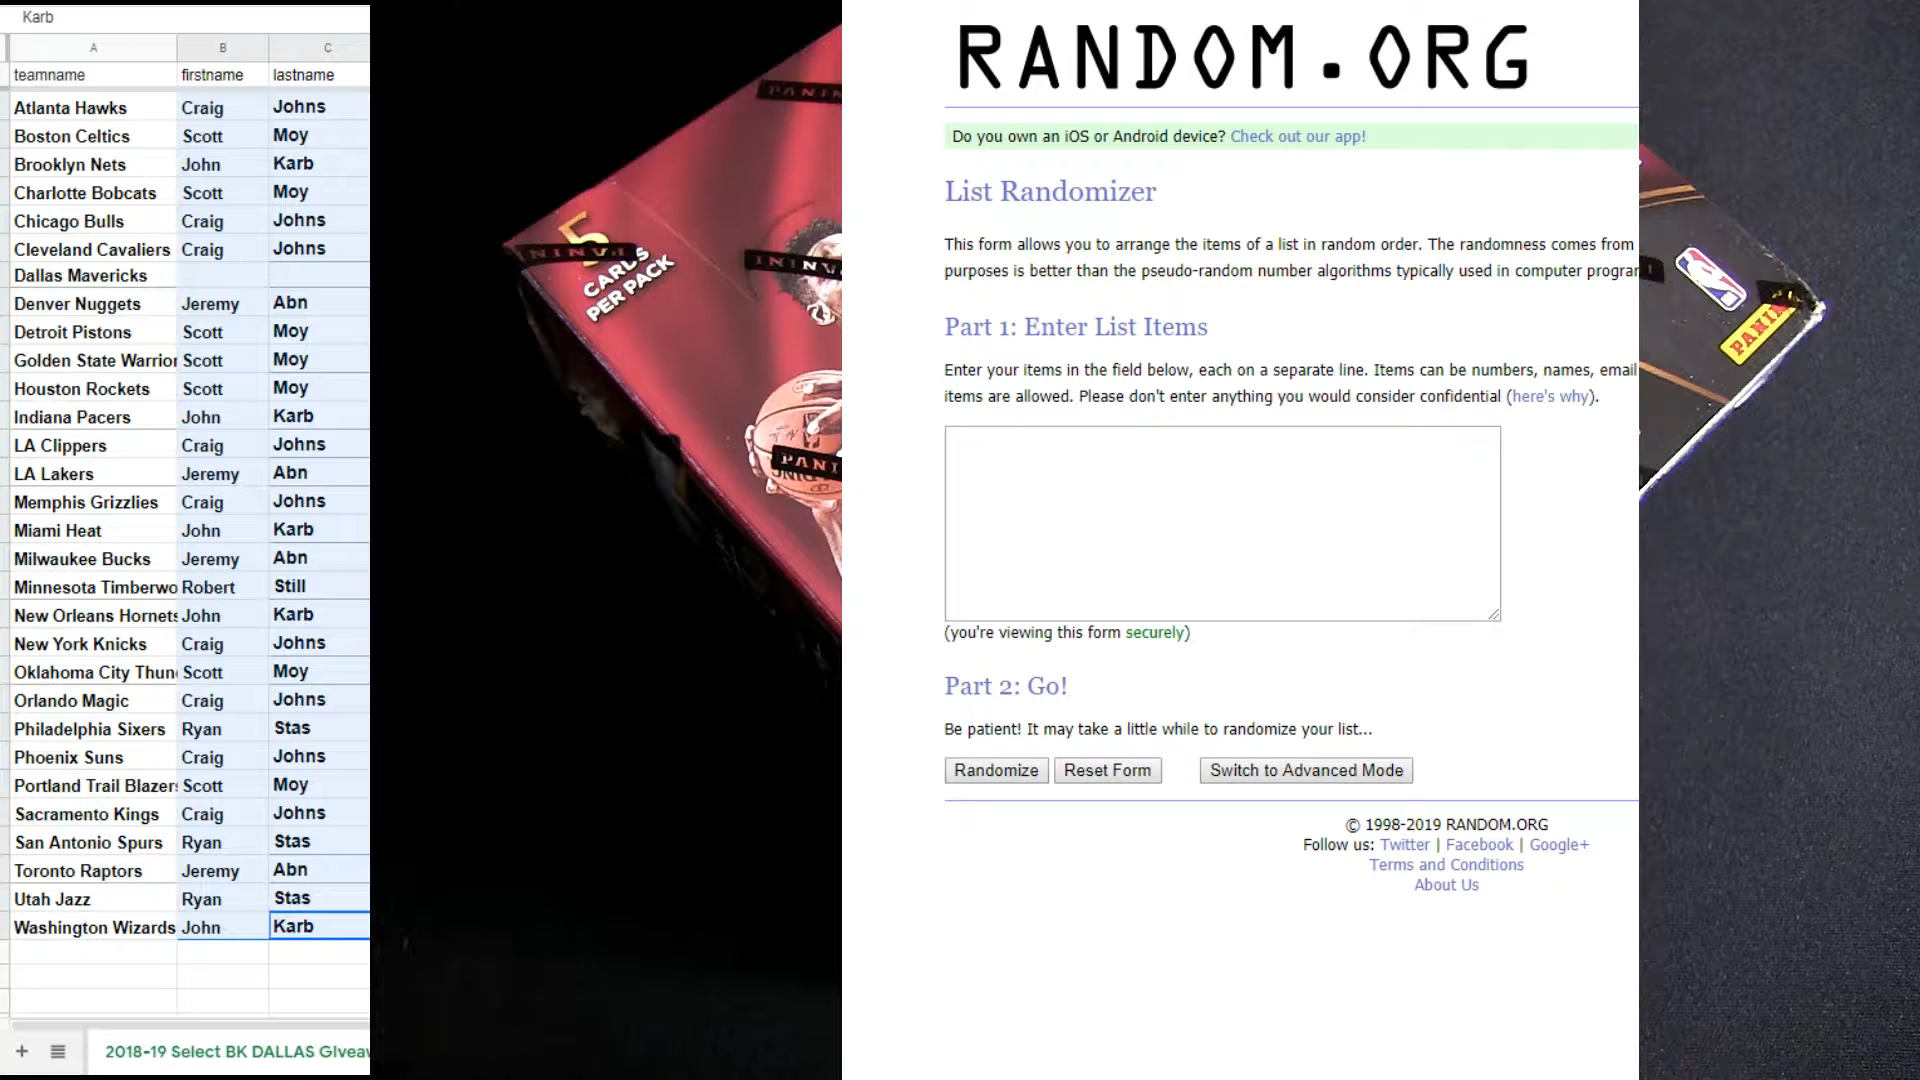 Karb
A B C
teamname firstname lastname
Atlanta Hawks Craig Johns
Boston Celtics Scott Moy
Brooklyn Nets John Karb
Charlotte Bobcats Scott Moy
Chicago Bulls Craig Johns
Cleveland Cavaliers Craig Johns
Dallas Mavericks
Denver Nuggets Jeremy Abn
Detroit Pistons Scott Moy
Golden State Warrior Scott Moy
Houston Rockets Scott Moy
Indiana Pacers John Karb
LA Clippers Craig Johns
LA Lakers Jeremy Abn
Memphis Grizzlies Craig Johns
Miami Heat John Karb
Milwaukee Bucks Jeremy Abn
Minnesota Timberwo Robert Still
New Orleans Hornets John Karb
New York Knicks Craig Johns
Oklahoma City Thun Scott Moy
Orlando Magic Craig Johns
Philadelphia Sixers Ryan Stas
Phoenix Suns Craig Johns
Portland Trail Blazers Scott Moy
Sacramento Kings Craig Johns
San Antonio Spurs Ryan Stas
Toronto Raptors Jeremy Abn
Utah Jazz Ryan Stas
Washington Wizards John Karb
2018-19 Select BK DALLAS GIveaw
PANINI
PANINI
5
CARDS
PER PACK
PANINI
PANI
RANDOM.ORG
Do you own an iOS or Android device? Check out our app!
List Randomizer
This form allows you to arrange the items of a list in random order. The randomness comes from
purposes is better than the pseudo-random number algorithms typically used in computer program
Part 1: Enter List Items
Enter your items in the field below, each on a separate line. Items can be numbers, names, email
items are allowed. Please don't enter anything you would consider confidential (here's why).
(you're viewing this form securely)
Part 2: Go!
Be patient! It may take a little while to randomize your list...
Randomize Reset Form Switch to Advanced Mode
© 1998-2019 RANDOM.ORG
Follow us: Twitter | Facebook | Google+
Terms and Conditions
About Us
PANINI